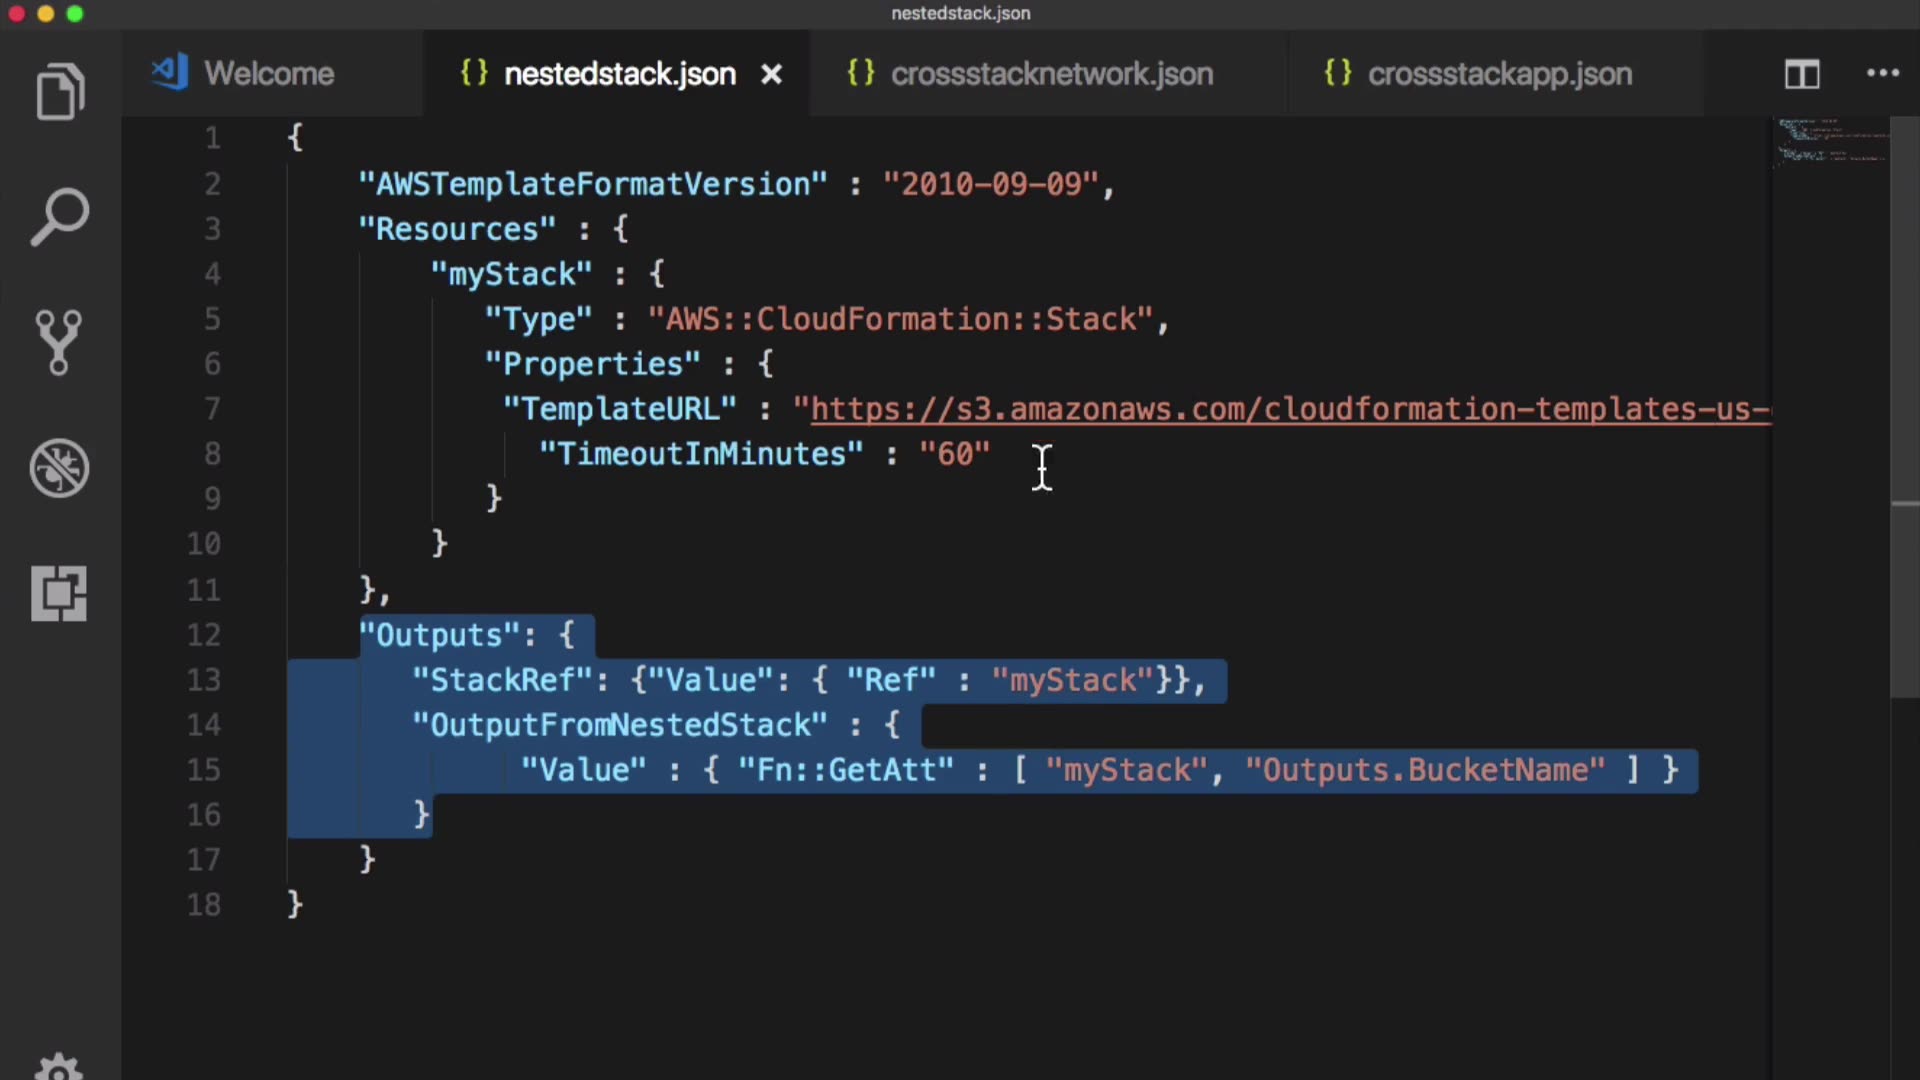 nestedstack.json
Welcome
{} nestedstack.json ×
{} crossstacknetwork.json
{} crossstackapp.json
1 {
2 "AWSTemplateFormatVersion" : "2010-09-09",
3 "Resources" : {
4 "myStack" : {
5 "Type" : "AWS::CloudFormation::Stack",
6 "Properties" : {
7 "TemplateURL" : "https://s3.amazonaws.com/cloudformation-templates-us-
8 "TimeoutInMinutes" : "60"
9 }
10 }
11 },
12 "Outputs": {
13 "StackRef": {"Value": { "Ref" : "myStack"}},
14 "OutputFromNestedStack" : {
15 "Value" : { "Fn::GetAtt" : [ "myStack", "Outputs.BucketName" ] }
16 }
17 }
18 }